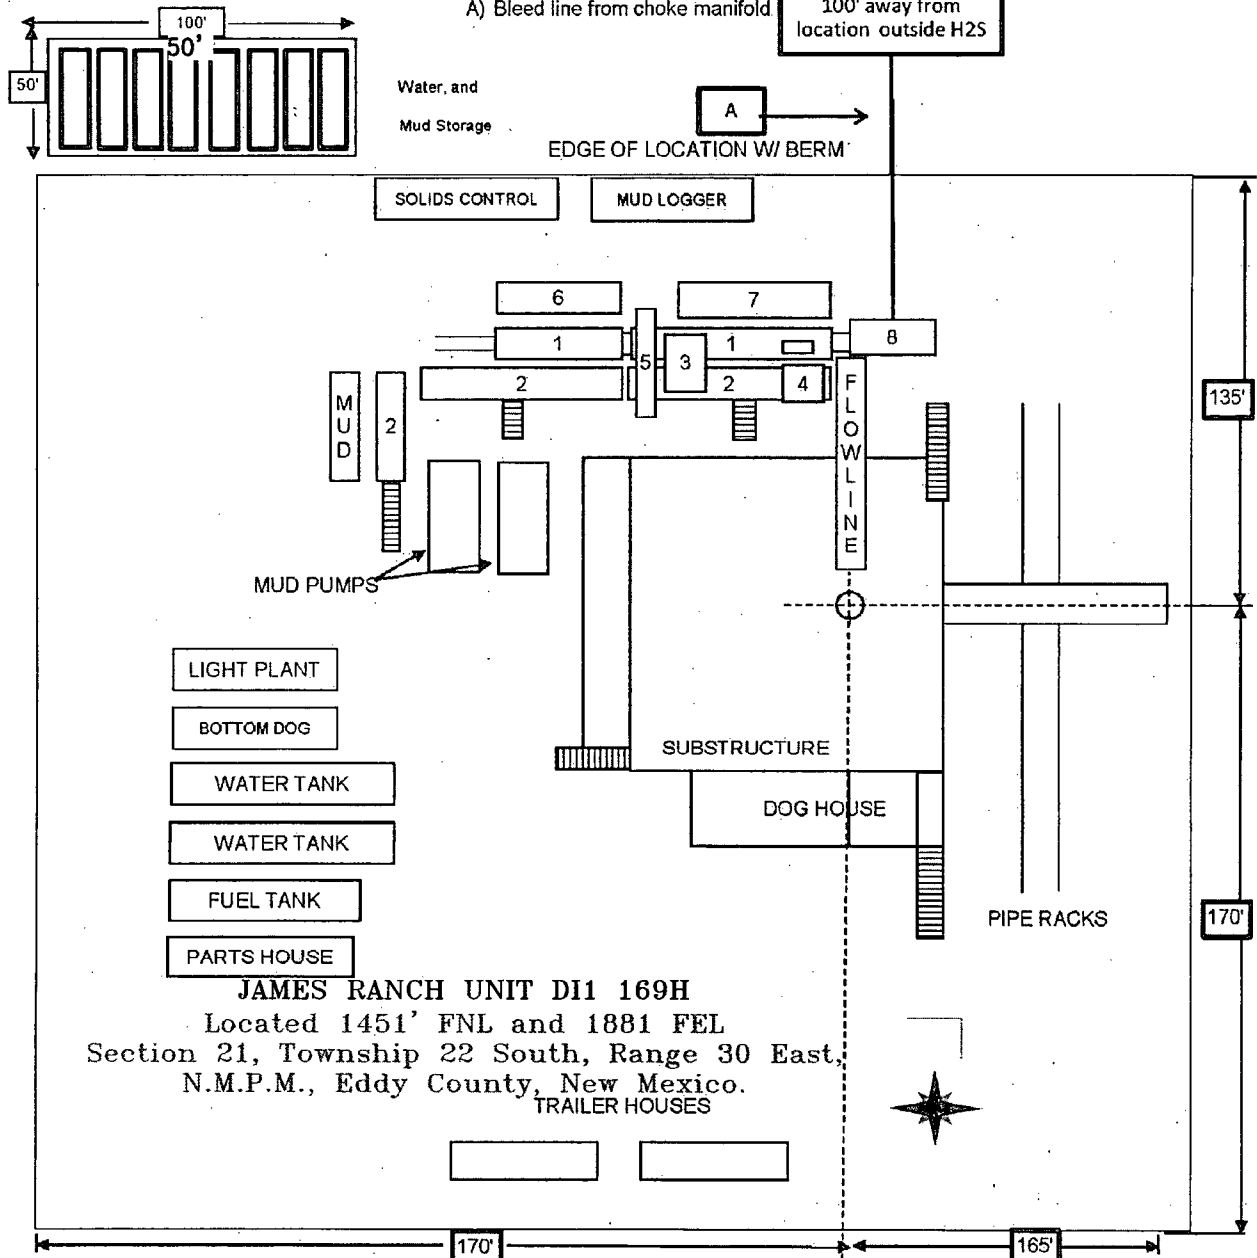 A) Bleed line from choke manifold
100' away from
location outside H2S
100'
50'
50'
Water, and
Mud Storage
A
EDGE OF LOCATION W/ BERM
SOLIDS CONTROL
MUD LOGGER
6
7
1
5
3
1
8
2
2
4
MUD
2
FLOWLINE
135'
MUD PUMPS
LIGHT PLANT
BOTTOM DOG
WATER TANK
WATER TANK
FUEL TANK
PARTS HOUSE
SUBSTRUCTURE
DOG HOUSE
PIPE RACKS
170'
JAMES RANCH UNIT DI1 169H
Located 1451' FNL and 1881 FEL
Section 21, Township 22 South, Range 30 East,
N.M.P.M., Eddy County, New Mexico.
TRAILER HOUSES
170'
165'